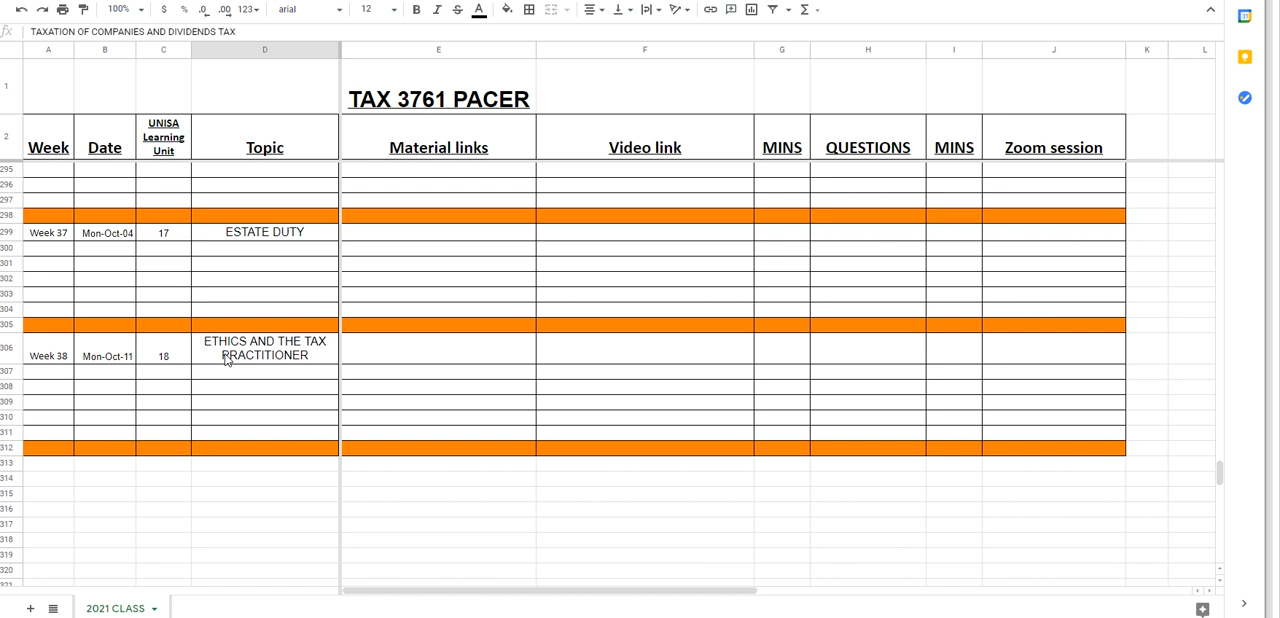 100%
$
%
.0
.00
123
arial
12
B
I
S
A
Σ
fx
TAXATION OF COMPANIES AND DIVIDENDS TAX
A
B
C
D
E
F
G
H
I
J
K
L
1
TAX 3761 PACER
2
Week
Date
UNISA
Learning
Unit
Topic
Material links
Video link
MINS
QUESTIONS
MINS
Zoom session
295
296
297
298
299
Week 37
Mon-Oct-04
17
ESTATE DUTY
300
301
302
303
304
305
306
Week 38
Mon-Oct-11
18
ETHICS AND THE TAX
PRACTITIONER
307
308
309
310
311
312
313
314
315
316
317
318
319
320
321
2021 CLASS